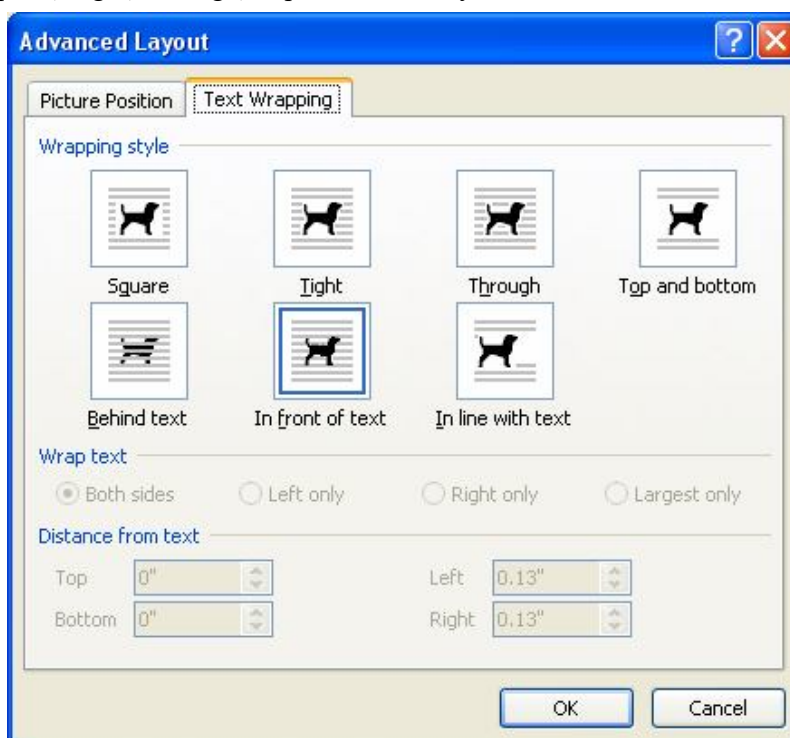 Advanced Layout
Picture Position Text Wrapping
Wrapping style
Square Tight Through Top and bottom
Behind text In front of text In line with text
Wrap text
Both sides Left only Right only Largest only
Distance from text
Top 0" Left 0.13"
Bottom 0" Right 0.13"
OK Cancel